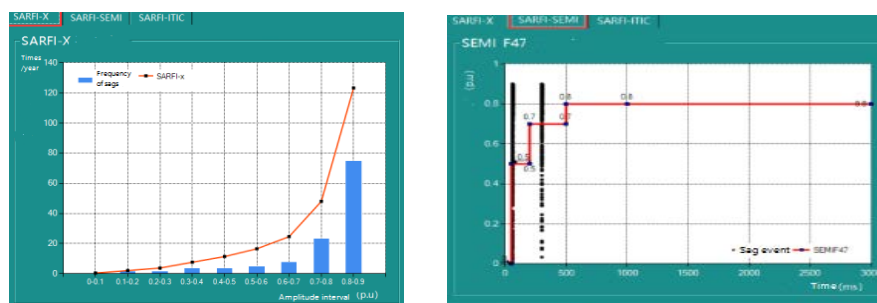 SARFI-X SARFI-SEMI SARFI-ITIC
SARFI-X
Times
/year
140
120
100
80
60
40
20
0
Frequency
of sags
SARFI-x
0-0.1 0.1-0.2 0.2-0.3 0.3-0.4 0.4-0.5 0.5-0.6 0.6-0.7 0.7-0.8 0.8-0.9
Amplitude interval (p.u)
SARFI-X SARFI-SEMI SARFI-ITIC
SEMI F47
(p.u)
1
0.8
0.6
0.4
0.2
0
0.8 0.8
0.7 0.7
0.5
0.5
Sag event SEMIF47
0 500 1000 1500 2000 2500 3000
Time (ms)